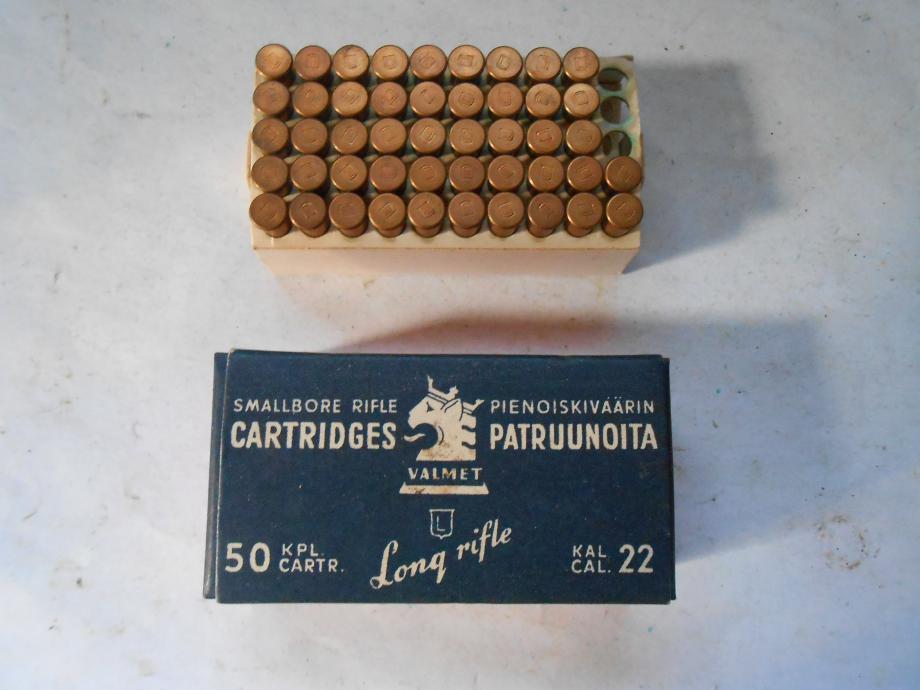 SMALLBORE RIFLE
CARTRIDGES
PIENOISKIVÄÄRIN
PATRUUNOITA
VALMET
L
Long rifle
50 KPL.
CARTR.
KAL.
CAL. 22